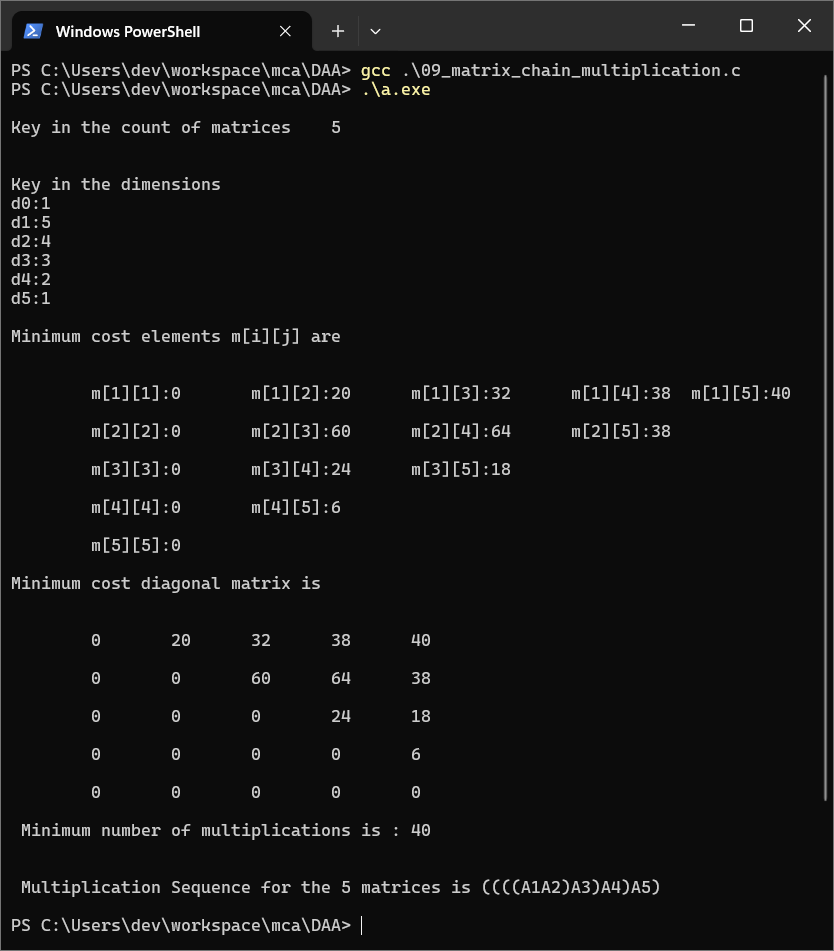 Windows PowerShell
PS C:\Users\dev\workspace\mca\DAA> gcc .\09_matrix_chain_multiplication.c
PS C:\Users\dev\workspace\mca\DAA> .\a.exe
Key in the count of matrices    5
Key in the dimensions
d0:1
d1:5
d2:4
d3:3
d4:2
d5:1
Minimum cost elements m[i][j] are
m[1][1]:0       m[1][2]:20      m[1][3]:32      m[1][4]:38  m[1][5]:40
m[2][2]:0       m[2][3]:60      m[2][4]:64      m[2][5]:38
m[3][3]:0       m[3][4]:24      m[3][5]:18
m[4][4]:0       m[4][5]:6
m[5][5]:0
Minimum cost diagonal matrix is
0       20      32      38      40
0       0       60      64      38
0       0       0       24      18
0       0       0       0       6
0       0       0       0       0
Minimum number of multiplications is : 40
Multiplication Sequence for the 5 matrices is ((((A1A2)A3)A4)A5)
PS C:\Users\dev\workspace\mca\DAA>